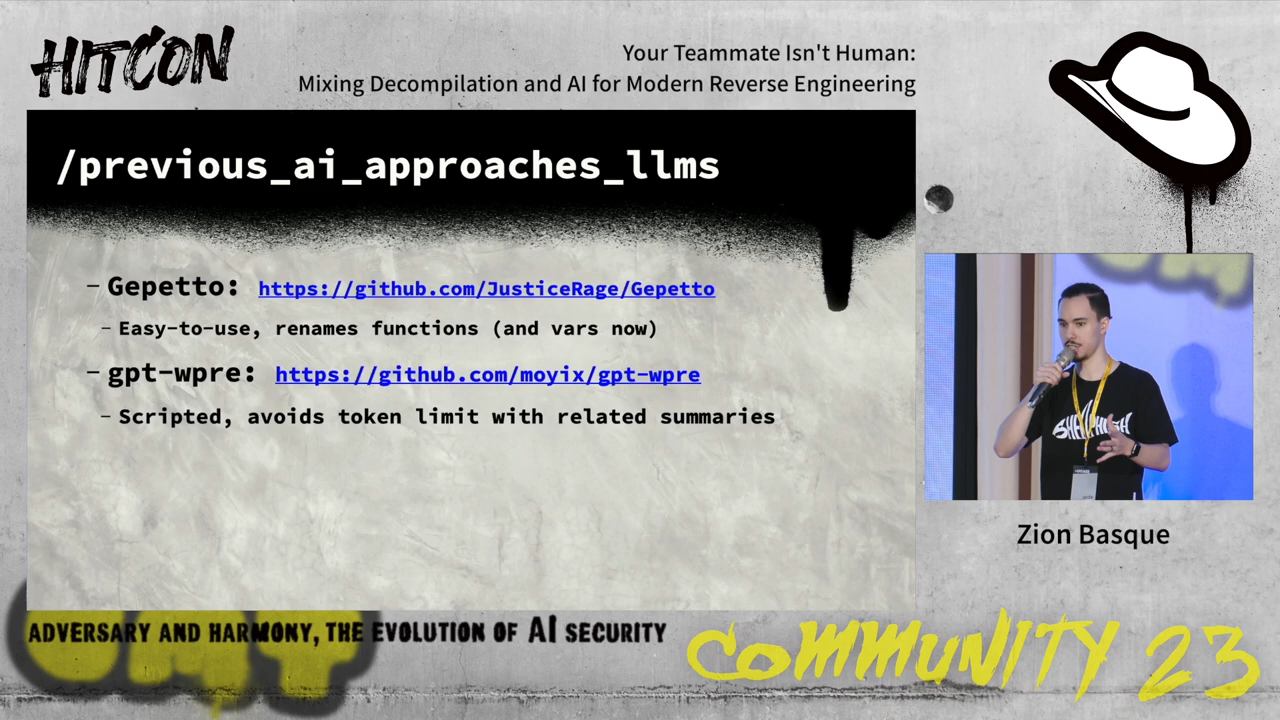 HITCON
Your Teammate Isn't Human:
Mixing Decompilation and AI for Modern Reverse Engineering
/previous_ai_approaches_llms
– Gepetto: https://github.com/JusticeRage/Gepetto
– Easy-to-use, renames functions (and vars now)
– gpt-wpre: https://github.com/moyix/gpt-wpre
– Scripted, avoids token limit with related summaries
SHELLPHISH
Zion Basque
ADVERSARY AND HARMONY, THE EVOLUTION OF AI SECURITY
COMMUNITY 23